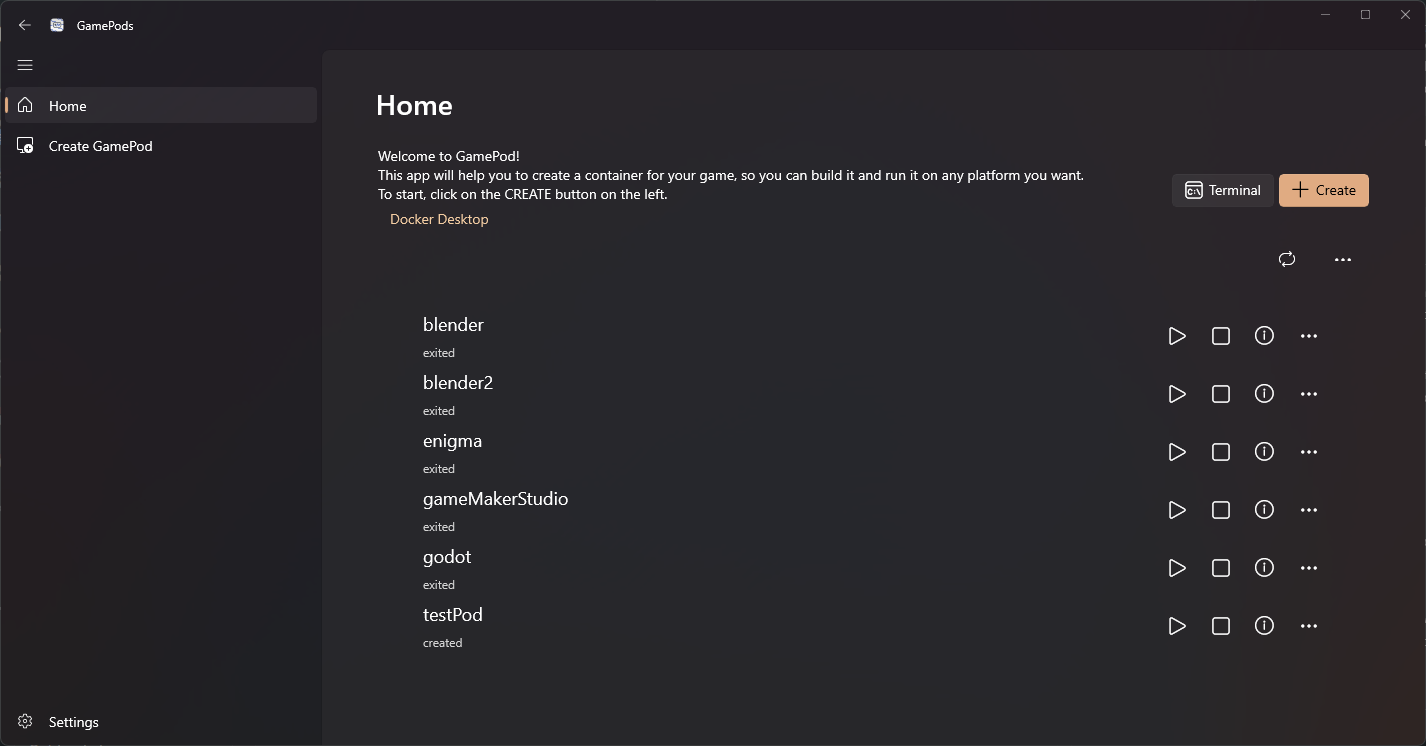 GamePods
Home
Create GamePod
Home
Welcome to GamePod!
This app will help you to create a container for your game, so you can build it and run it on any platform you want.
To start, click on the CREATE button on the left.
Docker Desktop
Terminal
Create
blender
exited
blender2
exited
enigma
exited
gameMakerStudio
exited
godot
exited
testPod
created
Settings